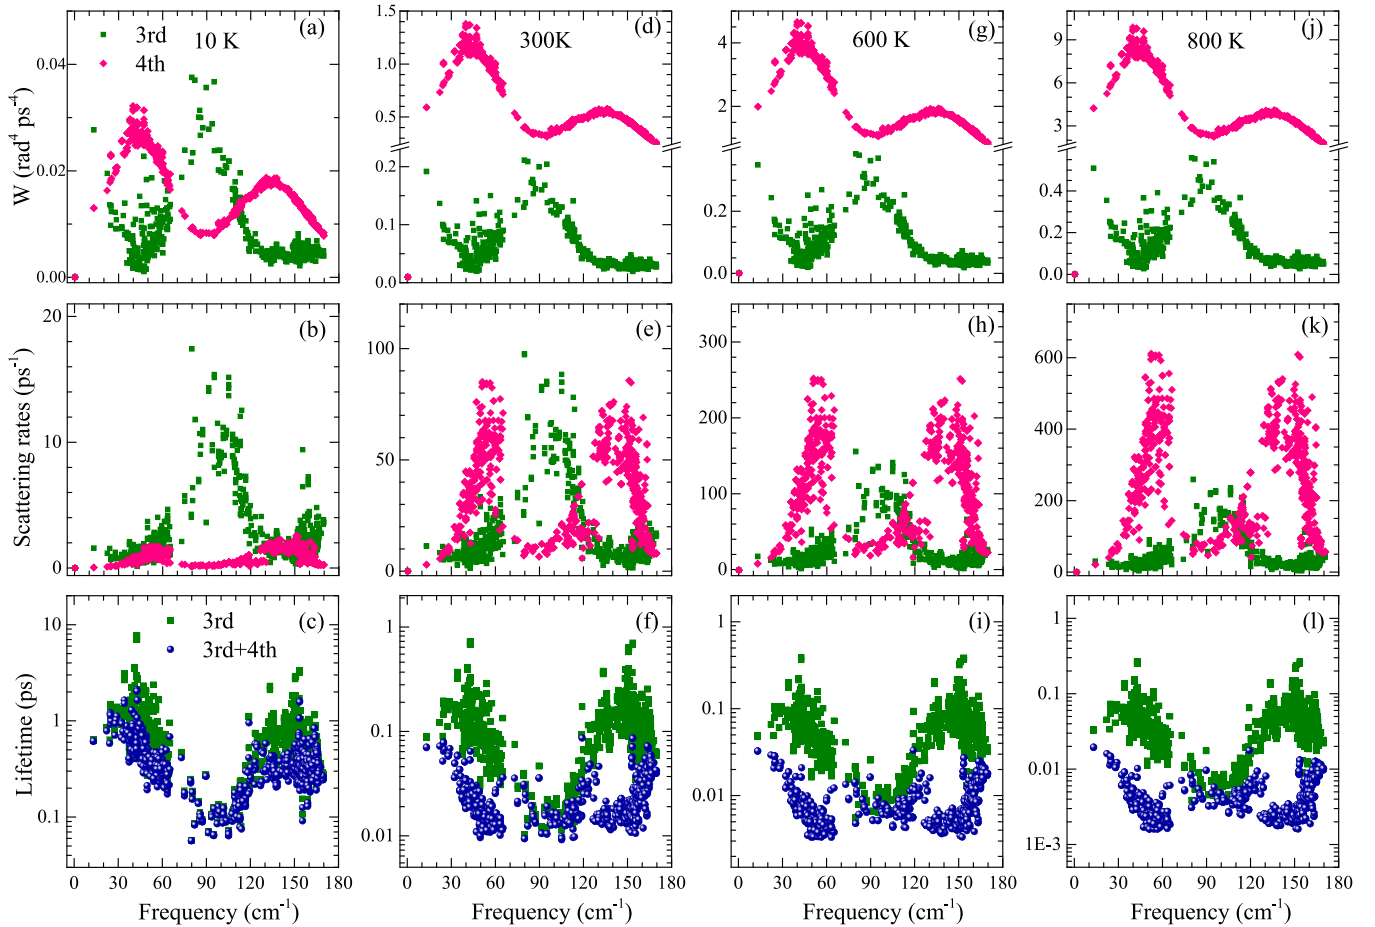 (a)
3rd
4th
10 K
0.04
0.02
0.00
W (rad⁴ ps⁻⁴)
(d)
300K
1.5
1.0
0.5
0.2
0.1
0.0
(g)
600 K
4
2
0.2
0.0
(j)
800 K
9
6
3
0.4
0.2
0.0
(b)
20
10
0
Scattering rates (ps⁻¹)
(e)
100
50
0
(h)
300
200
100
0
(k)
600
400
200
0
(c)
3rd
3rd+4th
10
1
0.1
Lifetime (ps)
(f)
1
0.1
0.01
(i)
1
0.1
0.01
(l)
1
0.1
0.01
1E-3
0 30 60 90 120 150 180
0 30 60 90 120 150 180
0 30 60 90 120 150 180
0 30 60 90 120 150 180
Frequency (cm⁻¹)
Frequency (cm⁻¹)
Frequency (cm⁻¹)
Frequency (cm⁻¹)